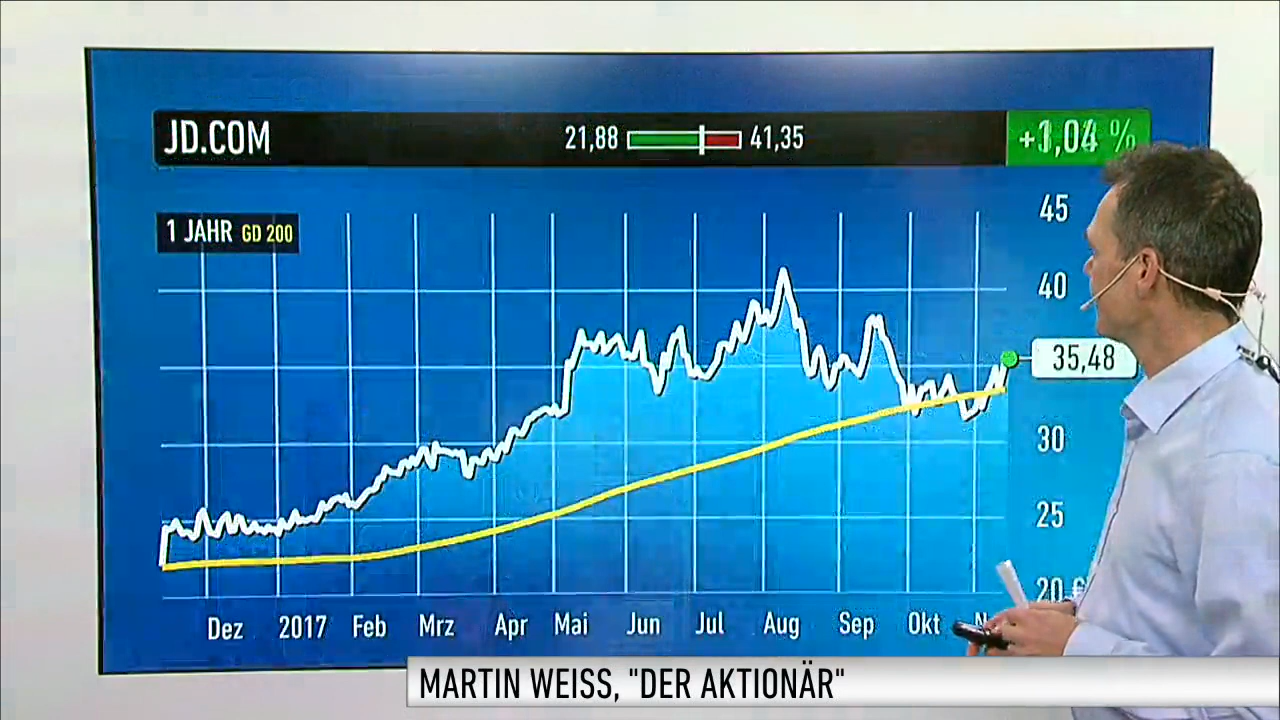 JD.COM 21,88 41,35 %
1 JAHR GD 200
45
40
35,48
30
25
20 €
Dez 2017 Feb Mrz Apr Mai Jun Jul Aug Sep Okt
MARTIN WEISS, "DER AKTIONÄR"